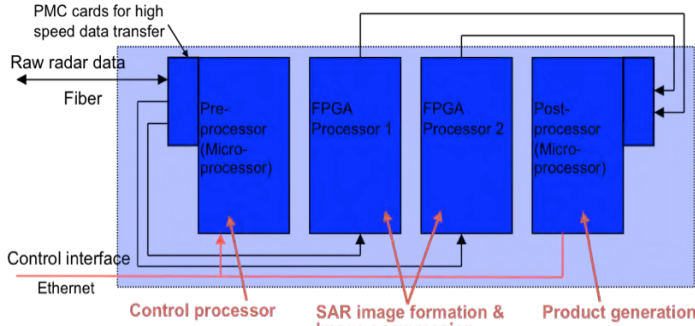 PMC cards for high
speed data transfer
Raw radar data
Fiber
Pre-
processor
(Micro-
processor)
FPGA
Processor 1
FPGA
Processor 2
Post-
processor
(Micro-
processor)
Control interface
Ethernet
Control processor
SAR image formation &
Product generation